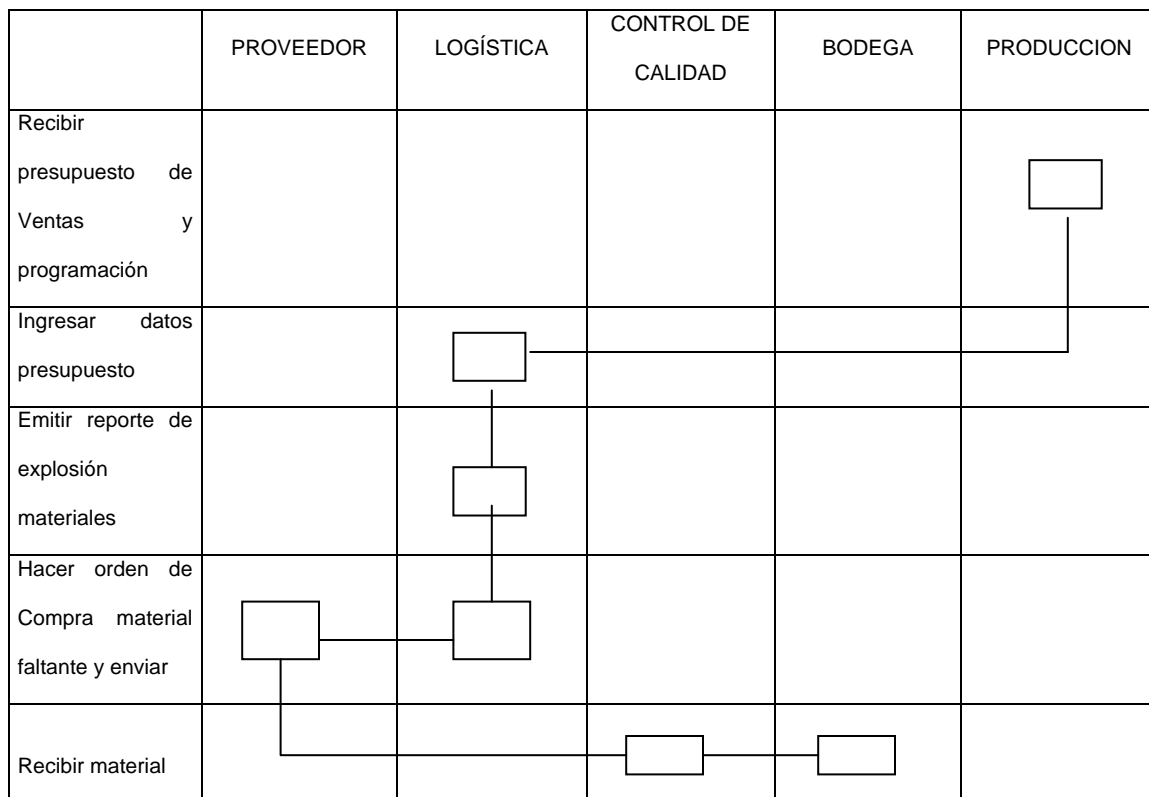 PROVEEDOR LOGÍSTICA CONTROL DE CALIDAD BODEGA PRODUCCION
Recibir
presupuesto de
Ventas y
programación
Ingresar datos
presupuesto
Emitir reporte de
explosión
materiales
Hacer orden de
Compra material
faltante y enviar
Recibir material